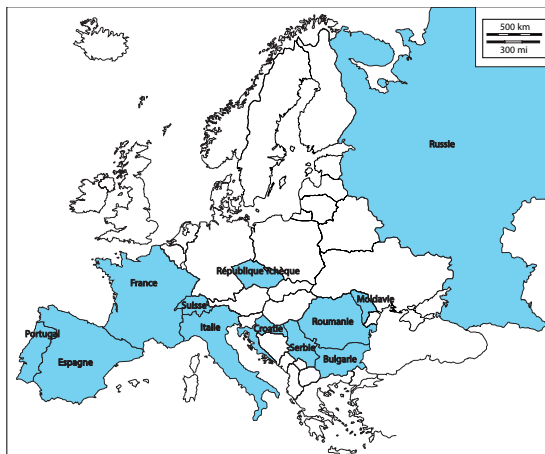 500 km
300 mi
Russie
République Tchèque
France
Moldavie
Suisse
Roumanie
Italie
Croatie
Portugal
Serbie
Espagne
Bulgarie